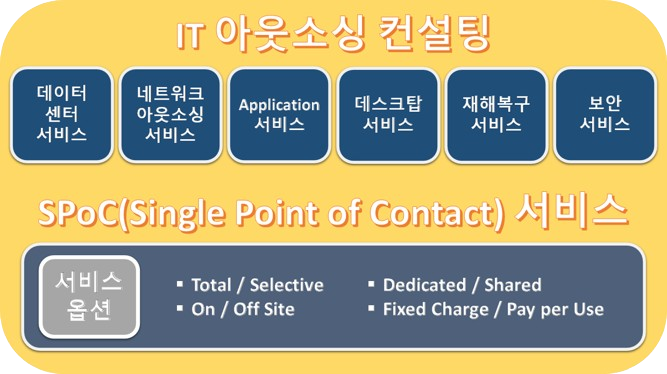 IT 아웃소싱 컨설팅
데이터
센터
서비스
네트워크
아웃소싱
서비스
Application
서비스
데스크탑
서비스
재해복구
서비스
보안
서비스
SPoC(Single Point of Contact) 서비스
서비스
옵션
▪ Total / Selective
▪ On / Off Site
▪ Dedicated / Shared
▪ Fixed Charge / Pay per Use